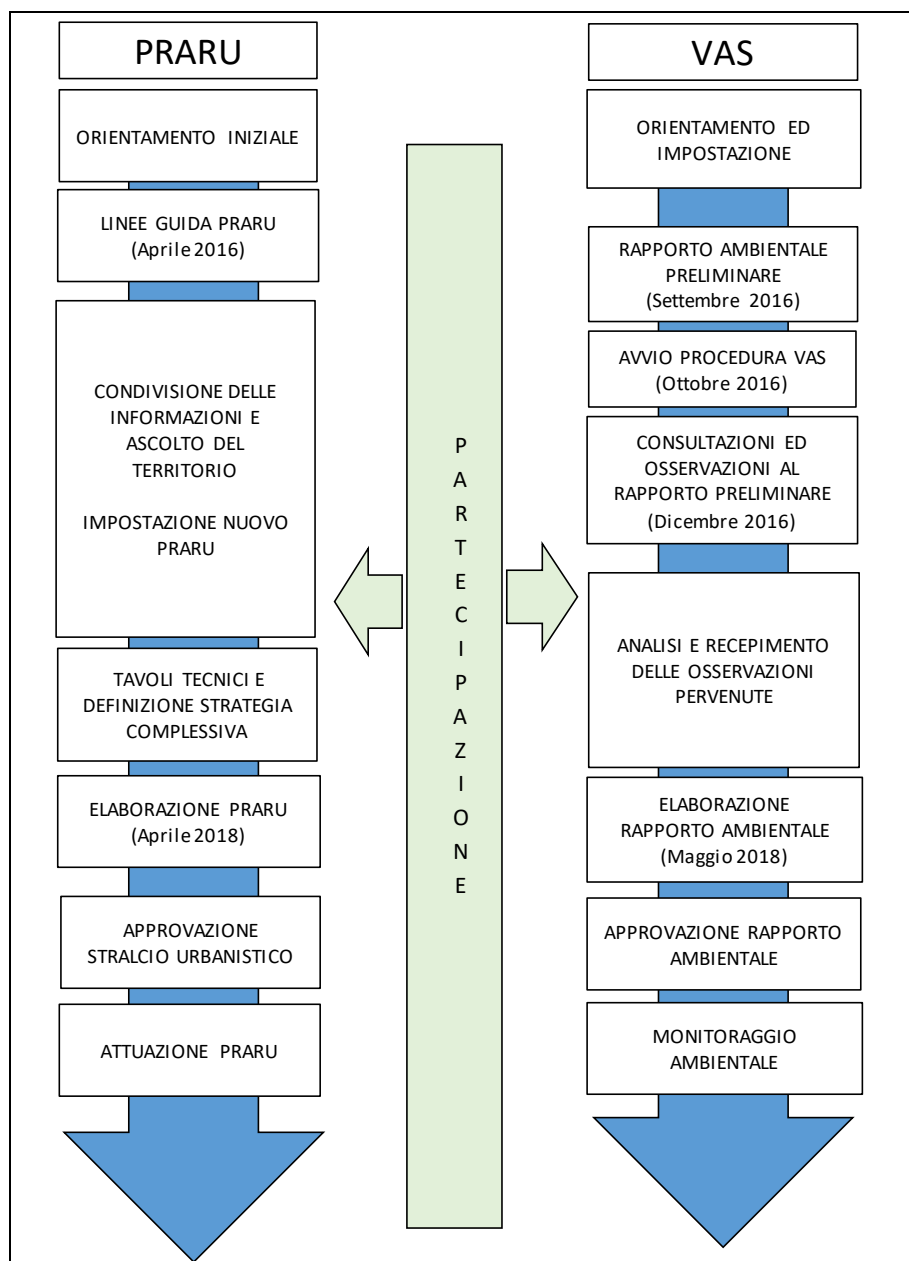 PRARU
ORIENTAMENTO INIZIALE
LINEE GUIDA PRARU
(Aprile 2016)
CONDIVISIONE DELLE
INFORMAZIONI E
ASCOLTO DEL
TERRITORIO
IMPOSTAZIONE NUOVO
PRARU
TAVOLI TECNICI E
DEFINIZIONE STRATEGIA
COMPLESSIVA
ELABORAZIONE PRARU
(Aprile 2018)
APPROVAZIONE
STRALCIO URBANISTICO
ATTUAZIONE PRARU
P
A
R
T
E
C
I
P
A
Z
I
O
N
E
VAS
ORIENTAMENTO ED
IMPOSTAZIONE
RAPPORTO AMBIENTALE
PRELIMINARE
(Settembre 2016)
AVVIO PROCEDURA VAS
(Ottobre 2016)
CONSULTAZIONI ED
OSSERVAZIONI AL
RAPPORTO PRELIMINARE
(Dicembre 2016)
ANALISI E RECEPIMENTO
DELLE OSSERVAZIONI
PERVENUTE
ELABORAZIONE
RAPPORTO AMBIENTALE
(Maggio 2018)
APPROVAZIONE RAPPORTO
AMBIENTALE
MONITORAGGIO
AMBIENTALE